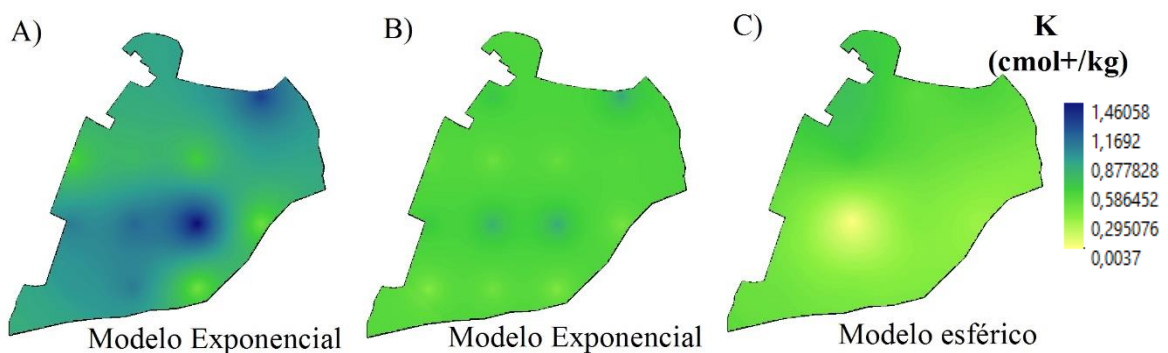 A)
B)
C)
K
(cmol+/kg)
1,46058
1,1692
0,877828
0,586452
0,295076
0,0037
Modelo Exponencial
Modelo Exponencial
Modelo esférico